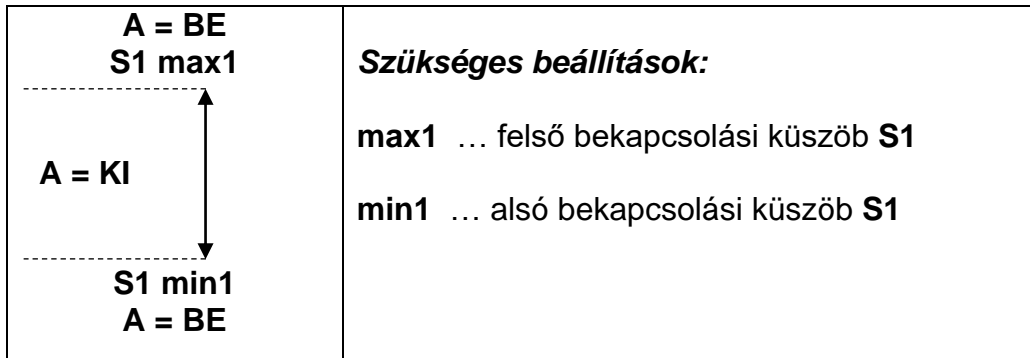 A = BE
S1 max1
A = KI
S1 min1
A = BE
Szükséges beállítások:
max1 … felső bekapcsolási küszöb S1
min1 … alsó bekapcsolási küszöb S1